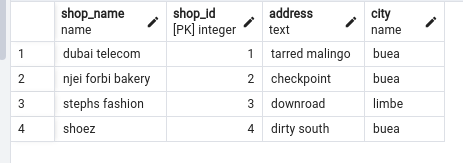 shop_name shop_id address city
name [PK] integer text name
1 dubai telecom 1 tarred malingo buea
2 njei forbi bakery 2 checkpoint buea
3 stephs fashion 3 downroad limbe
4 shoez 4 dirty south buea